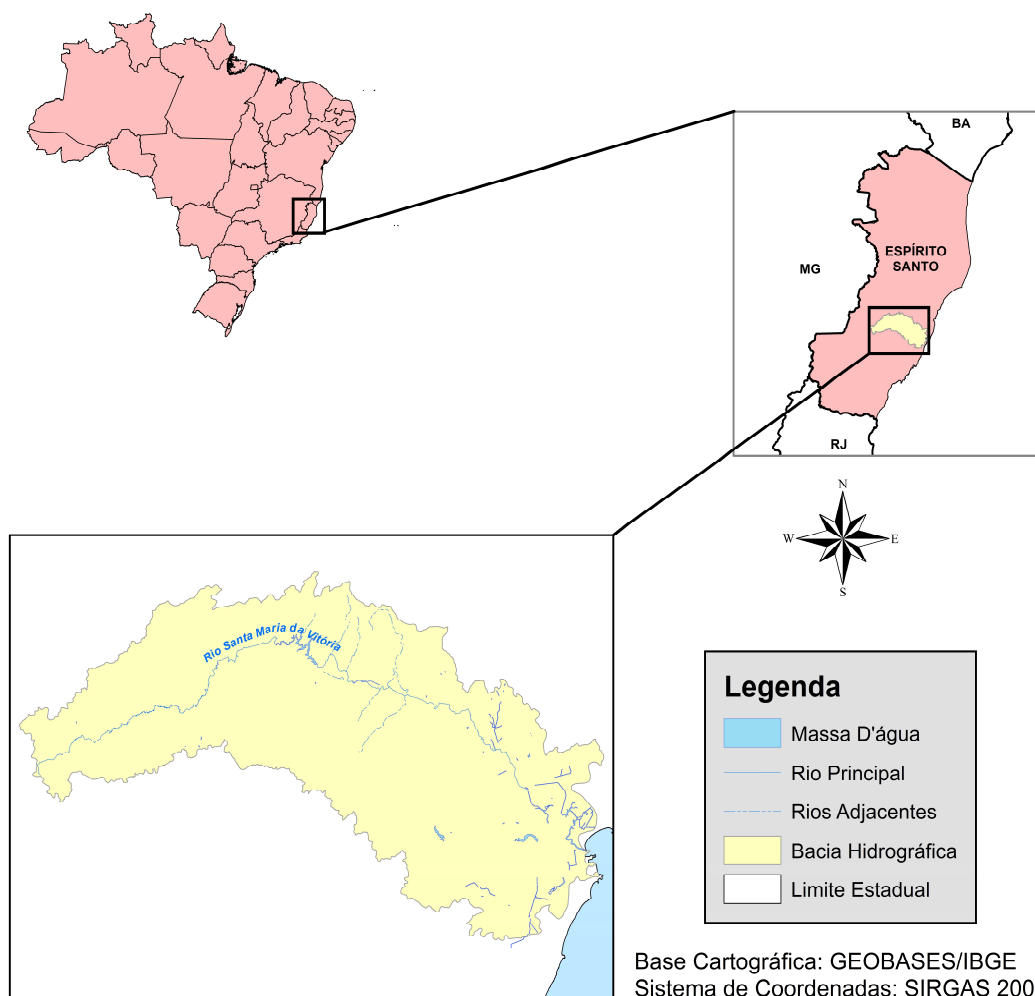 BA
ESPÍRITO
SANTO
MG
RJ
N
W
E
S
Rio Santa Maria da Vitória
Legenda
Massa D'água
Rio Principal
Rios Adjacentes
Bacia Hidrográfica
Limite Estadual
Base Cartográfica: GEOBASES/IBGE
Sistema de Coordenadas: SIRGAS 200